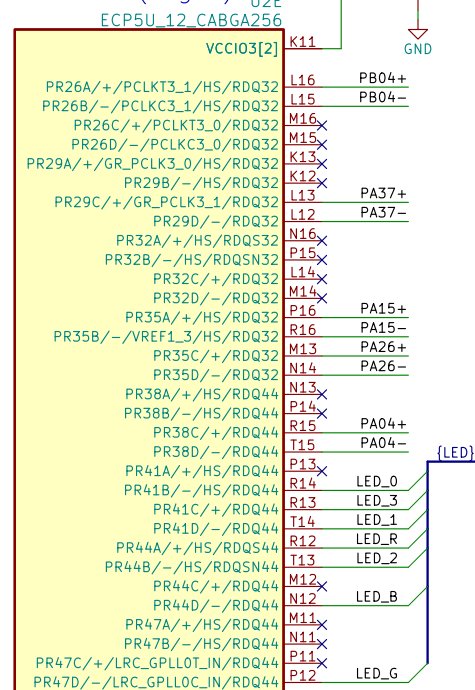 U2E
ECP5U_12_CABGA256
VCCIO3[2] K11
GND
PR26A/+/PCLKT3_1/HS/RDQ32 L16 PB04+
PR26B/-/PCLKC3_1/HS/RDQ32 L15 PB04-
PR26C/+/PCLKT3_0/RDQ32 M16
PR26D/-/PCLKC3_0/RDQ32 M15
PR29A/+/GR_PCLK3_0/HS/RDQ32 K13
PR29B/-/HS/RDQ32 K12
PR29C/+/GR_PCLK3_1/RDQ32 L13 PA37+
PR29D/-/RDQ32 L12 PA37-
PR32A/+/HS/RDQS32 N16
PR32B/-/HS/RDQSN32 P15
PR32C/+/RDQ32 L14
PR32D/-/RDQ32 M14
PR35A/+/HS/RDQ32 P16 PA15+
PR35B/-/VREF1_3/HS/RDQ32 R16 PA15-
PR35C/+/RDQ32 M13 PA26+
PR35D/-/RDQ32 N14 PA26-
PR38A/+/HS/RDQ44 N13
PR38B/-/HS/RDQ44 P14
PR38C/+/RDQ44 R15 PA04+
PR38D/-/RDQ44 T15 PA04-
PR41A/+/HS/RDQ44 P13
{LED}
PR41B/-/HS/RDQ44 R14 LED_0
PR41C/+/RDQ44 R13 LED_3
PR41D/-/RDQ44 T14 LED_1
PR44A/+/HS/RDQS44 R12 LED_R
PR44B/-/HS/RDQSN44 T13 LED_2
PR44C/+/RDQ44 M12
PR44D/-/RDQ44 N12 LED_B
PR47A/+/HS/RDQ44 M11
PR47B/-/HS/RDQ44 N11
PR47C/+/LRC_GPLL0T_IN/RDQ44 P11
PR47D/-/LRC_GPLL0C_IN/RDQ44 P12 LED_G